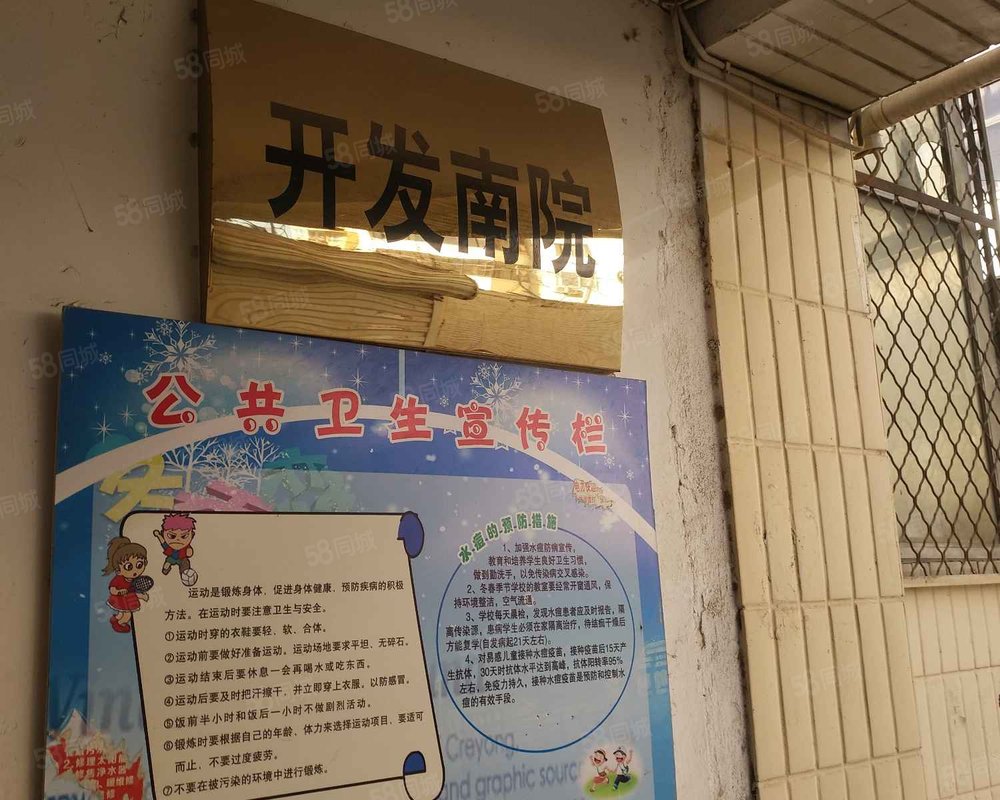 开发南院
公共卫生宣传栏
运动是锻炼身体，促进身体健康、预防疾病的积极
方法。在运动时要注意卫生与安全。
①运动时穿的衣鞋要轻、软、合体。
②运动前要做好准备运动。运动场地要求平坦、无碎石。
③运动结束后要休息一会再喝水或吃东西。
④运动后要及时把汗擦干，并立即穿上衣服，以防感冒。
⑤饭前半小时和饭后一小时不做剧烈活动。
⑥锻炼时要根据自己的年龄、体力来选择运动项目，要适可
而止，不要过度疲劳。
⑦不要在被污染的环境中进行锻炼。
水痘的预防措施
1、加强水痘防病宣传，
教育和培养学生良好卫生习惯，
做到勤洗手，以免传染病交叉感染。
2、冬春季节学校的教室要经常开窗通风，保
持环境整洁，空气流通。
3、学校每天晨检，发现水痘患者应及时报告，隔
离传染源，患病学生必须在家隔离治疗，待结痂干燥后
方能复学(自发病起21天左右)。
4、对易感儿童接种水痘疫苗，接种疫苗后15天产
生抗体，30天时抗体水平达到高峰，抗体阳转率95%
左右，免疫力持久，接种水痘疫苗是预防和控制水
痘的有效手段。
Creyong
and graphic sourc
58同城